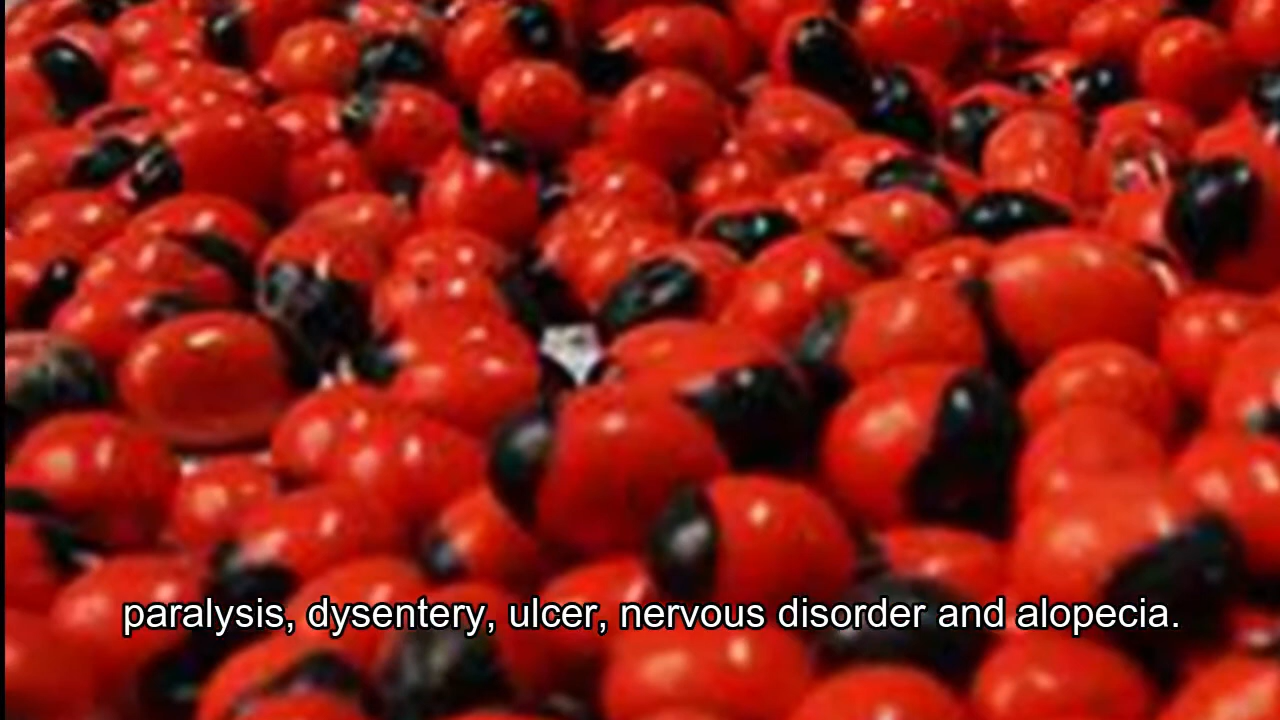 paralysis, dysentery, ulcer, nervous disorder and alopecia.